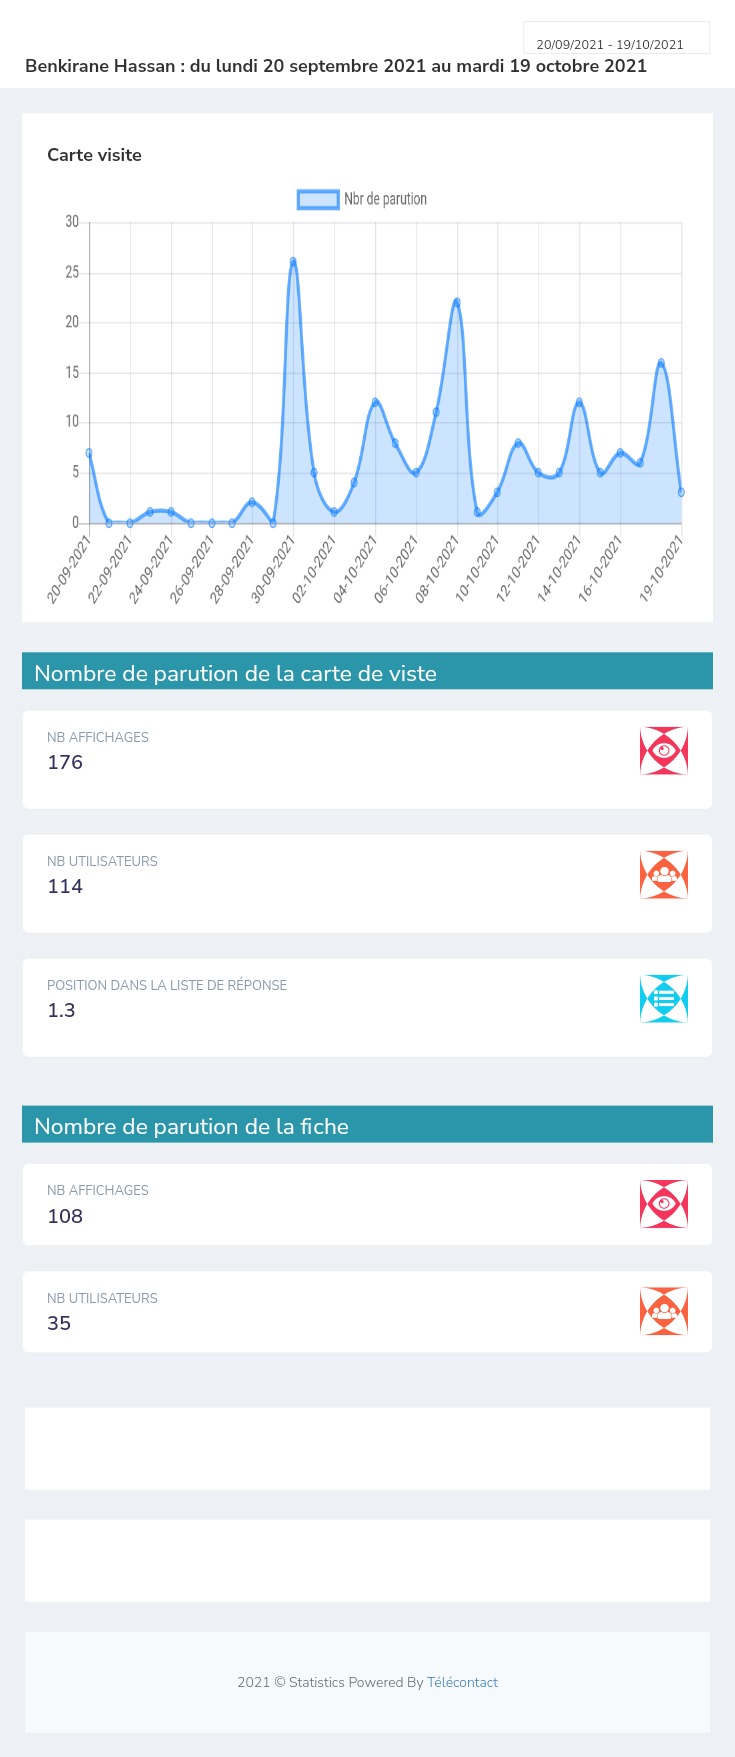 20/09/2021 - 19/10/2021
Benkirane Hassan : du lundi 20 septembre 2021 au mardi 19 octobre 2021
Carte visite
Nbr de parution
30
25
20
15
10
5
0
20-09-2021
22-09-2021
24-09-2021
26-09-2021
28-09-2021
30-09-2021
02-10-2021
04-10-2021
06-10-2021
08-10-2021
10-10-2021
12-10-2021
14-10-2021
16-10-2021
19-10-2021
Nombre de parution de la carte de viste
NB AFFICHAGES
176
NB UTILISATEURS
114
POSITION DANS LA LISTE DE RÉPONSE
1.3
Nombre de parution de la fiche
NB AFFICHAGES
108
NB UTILISATEURS
35
2021 © Statistics Powered By Télécontact